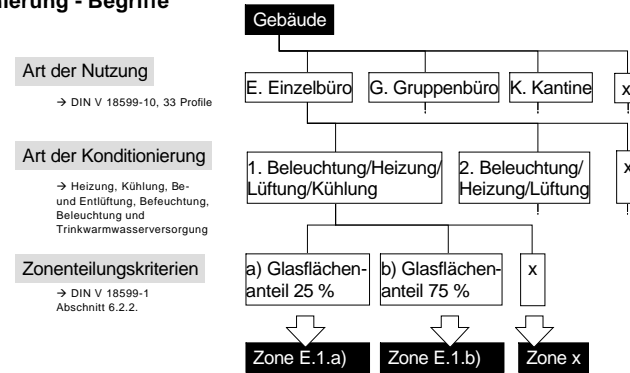 ierung - Begriffe
Gebäude
Art der Nutzung
→ DIN V 18599-10, 33 Profile
E. Einzelbüro
G. Gruppenbüro
K. Kantine
x
Art der Konditionierung
→ Heizung, Kühlung, Be-
und Entlüftung, Befeuchtung,
Beleuchtung und
Trinkwarmwasserversorgung
1. Beleuchtung/Heizung/
Lüftung/Kühlung
2. Beleuchtung/
Heizung/Lüftung
x
Zonenteilungskriterien
→ DIN V 18599-1
Abschnitt 6.2.2.
a) Glasflächen-
anteil 25 %
b) Glasflächen-
anteil 75 %
x
Zone E.1.a)
Zone E.1.b)
Zone x